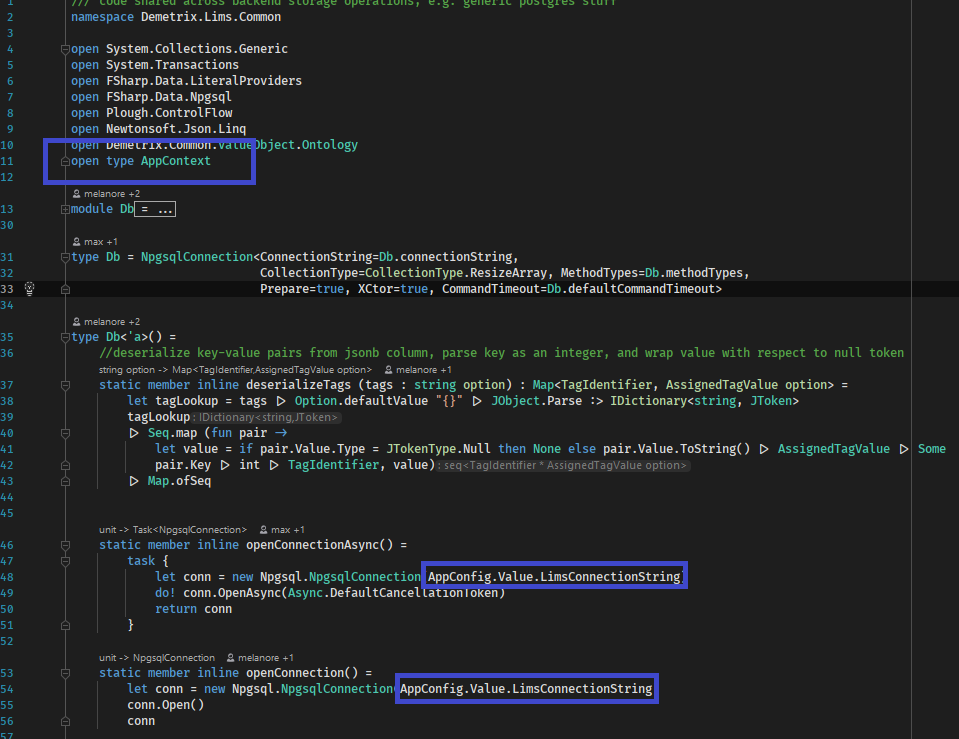 1 /// code shared across backend storage operations, e.g. generic postgres stuff
2 namespace Demetrix.Lims.Common
3
4 open System.Collections.Generic
5 open System.Transactions
6 open FSharp.Data.LiteralProviders
7 open FSharp.Data.Npgsql
8 open Plough.ControlFlow
9 open Newtonsoft.Json.Linq
10 open Demetrix.Common.ValueObject.Ontology
11 open type AppContext
12
melanore +2
13 module Db = ...
30
max +1
31 type Db = NpgsqlConnection<ConnectionString=Db.connectionString,
32 CollectionType=CollectionType.ResizeArray, MethodTypes=Db.methodTypes,
33 Prepare=true, XCtor=true, CommandTimeout=Db.defaultCommandTimeout>
34
melanore +2
35 type Db<'a>() =
36 //deserialize key-value pairs from jsonb column, parse key as an integer, and wrap value with respect to null token
string option -> Map<TagIdentifier,AssignedTagValue option> melanore +1
37 static member inline deserializeTags (tags : string option) : Map<TagIdentifier, AssignedTagValue option> =
38 let tagLookup = tags ▷ Option.defaultValue "{}" ▷ JObject.Parse :> IDictionary<string, JToken>
39 tagLookup : IDictionary<string,JToken>
40 ▷ Seq.map (fun pair →
41 let value = if pair.Value.Type = JTokenType.Null then None else pair.Value.ToString() ▷ AssignedTagValue ▷ Some
42 pair.Key ▷ int ▷ TagIdentifier, value) : seq<TagIdentifier * AssignedTagValue option>
43 ▷ Map.ofSeq
44
45
unit -> Task<NpgsqlConnection> max +1
46 static member inline openConnectionAsync() =
47 task {
48 let conn = new Npgsql.NpgsqlConnection(AppConfig.Value.LimsConnectionString)
49 do! conn.OpenAsync(Async.DefaultCancellationToken)
50 return conn
51 }
52
unit -> NpgsqlConnection melanore +1
53 static member inline openConnection() =
54 let conn = new Npgsql.NpgsqlConnection(AppConfig.Value.LimsConnectionString
55 conn.Open()
56 conn
57